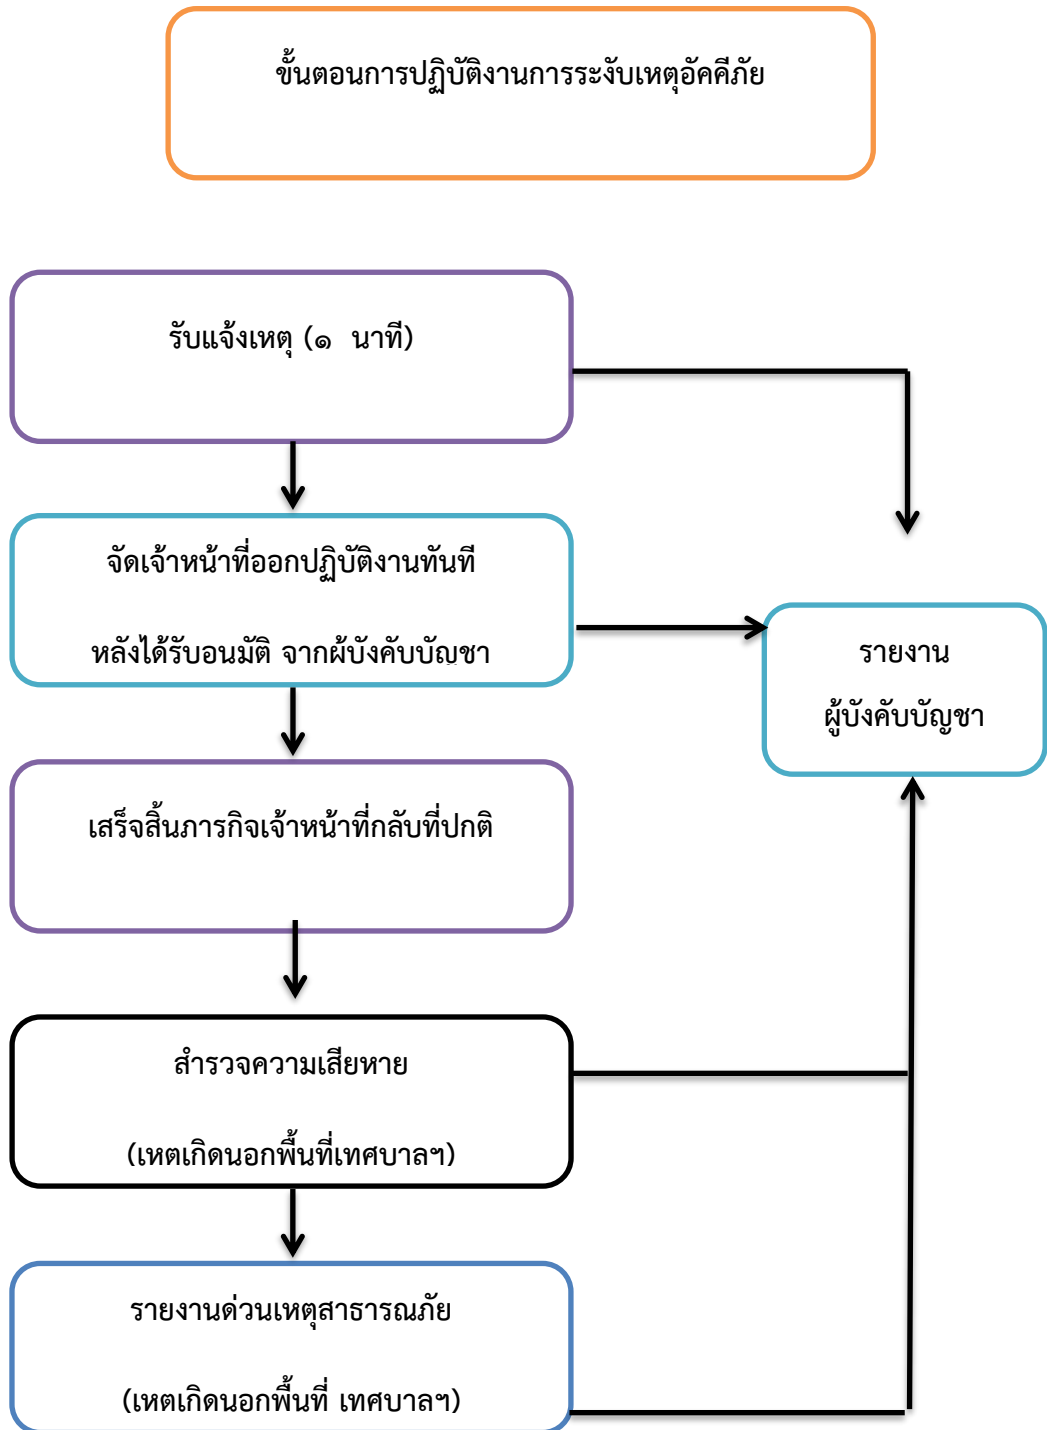 ขั้นตอนการปฏิบัติงานการระงับเหตุอัคคีภัย
รับแจ้งเหตุ (๑ นาที)
จัดเจ้าหน้าที่ออกปฏิบัติงานทันที
หลังได้รับอนุมัติ จากผู้บังคับบัญชา
รายงาน
ผู้บังคับบัญชา
เสร็จสิ้นภารกิจเจ้าหน้าที่กลับที่ปกติ
สำรวจความเสียหาย
(เหตุเกิดนอกพื้นที่เทศบาลฯ)
รายงานด่วนเหตุสาธารณภัย
(เหตุเกิดนอกพื้นที่ เทศบาลฯ)